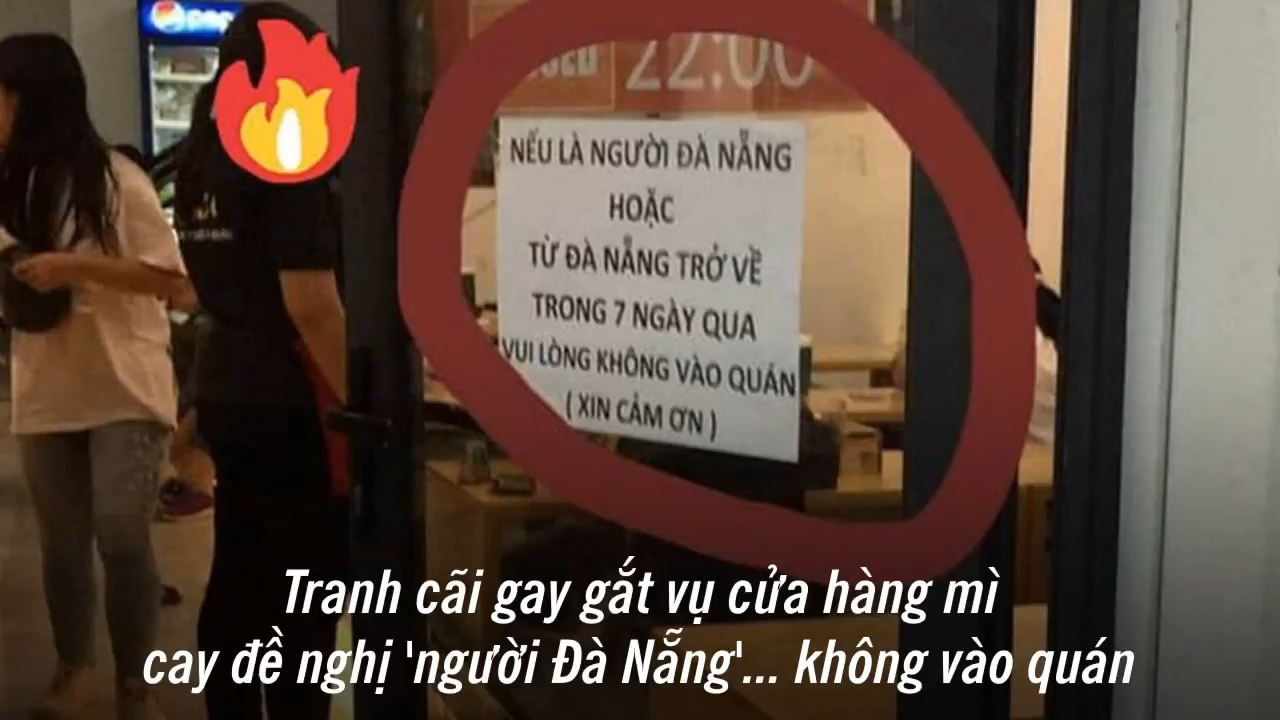 22:00
NẾU LÀ NGƯỜI ĐÀ NẴNG
HOẶC
TỪ ĐÀ NẴNG TRỞ VỀ
TRONG 7 NGÀY QUA
VUI LÒNG KHÔNG VÀO QUÁN
( XIN CẢM ƠN )
Tranh cãi gay gắt vụ cửa hàng mì
cay đề nghị 'người Đà Nẵng'... không vào quán